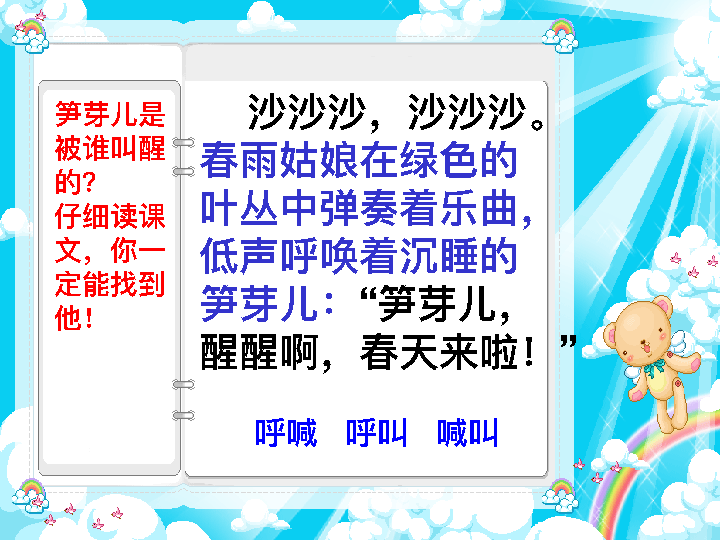 笋芽儿是
被谁叫醒
的?
仔细读课
文，你一
定能找到
他！
沙沙沙，沙沙沙。
春雨姑娘在绿色的
叶丛中弹奏着乐曲，
低声呼唤着沉睡的
笋芽儿：“笋芽儿，
醒醒啊，春天来啦！”
呼喊 呼叫 喊叫